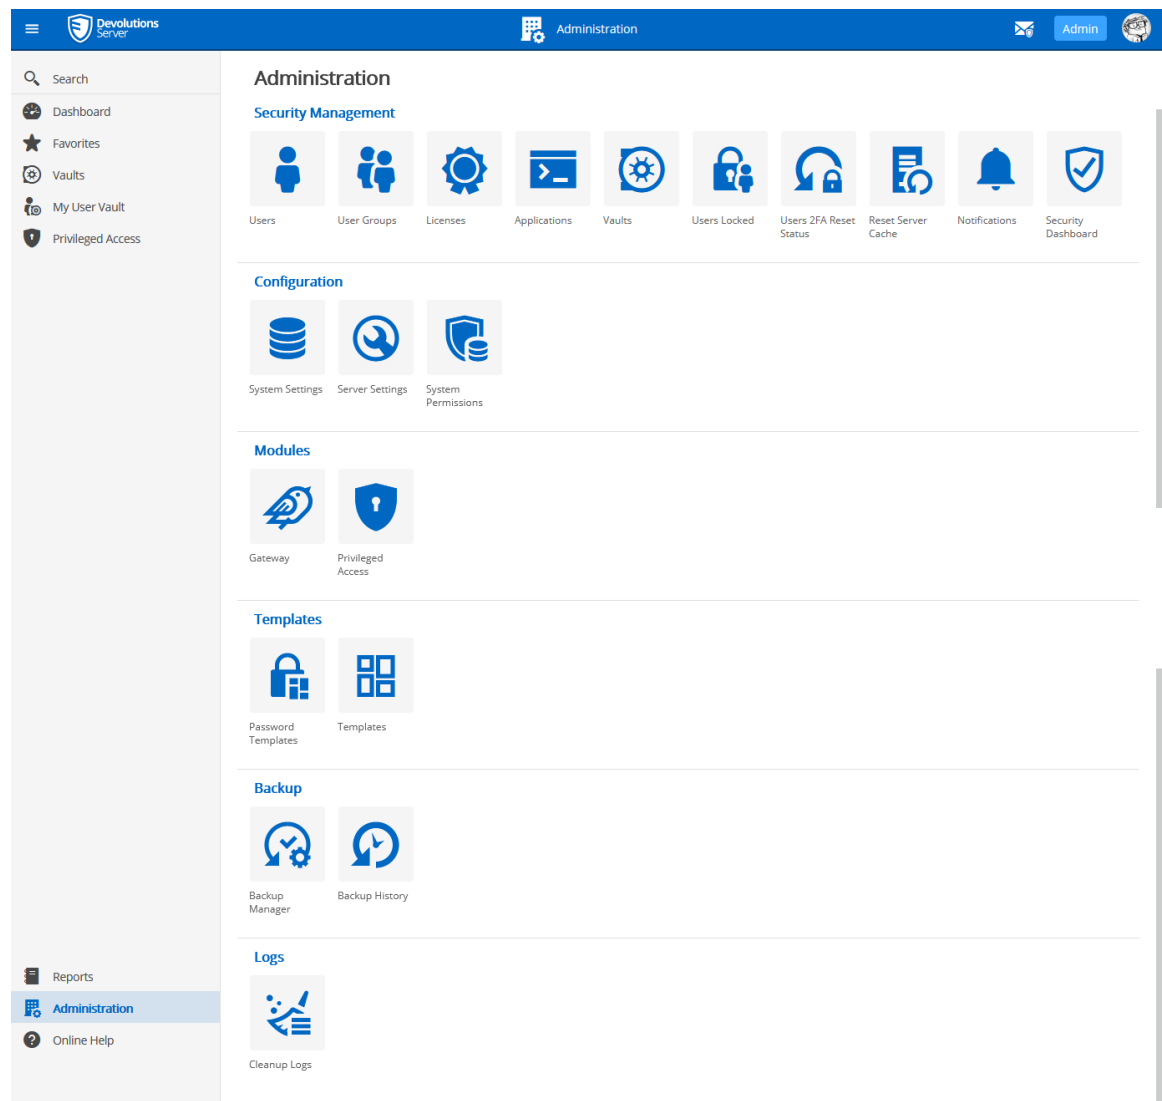 Devolutions
Server
Administration
Admin
Search
Dashboard
Favorites
Vaults
My User Vault
Privileged Access
Reports
Administration
Online Help
Administration
Security Management
Users
User Groups
Licenses
Applications
Vaults
Users Locked
Users 2FA Reset
Status
Reset Server
Cache
Notifications
Security
Dashboard
Configuration
System Settings
Server Settings
System
Permissions
Modules
Gateway
Privileged
Access
Templates
Password
Templates
Templates
Backup
Backup
Manager
Backup History
Logs
Cleanup Logs